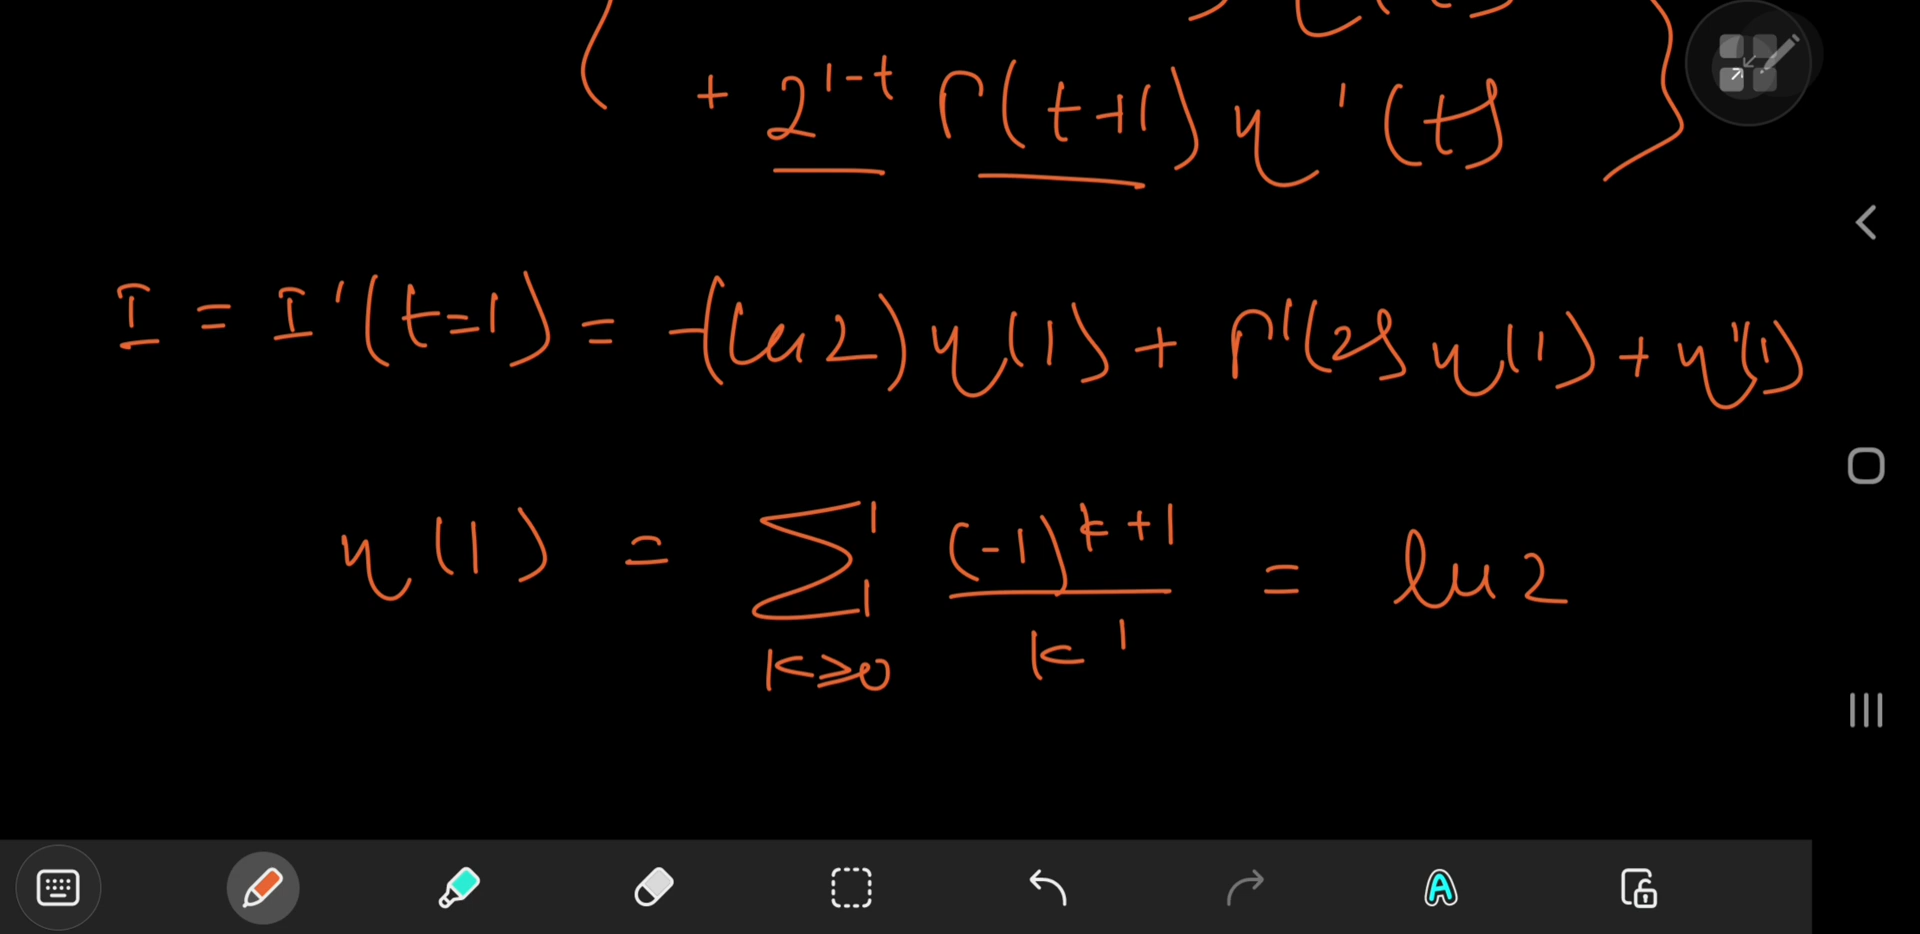 + 2^{1-t} Γ(t+1) η'(t)
I = I'(t=1) = -(ln 2) η(1) + Γ'(2) η(1) + η'(1)
η(1) = Σ_{k≥0} (-1)^{k+1} / k^1 = ln 2
A